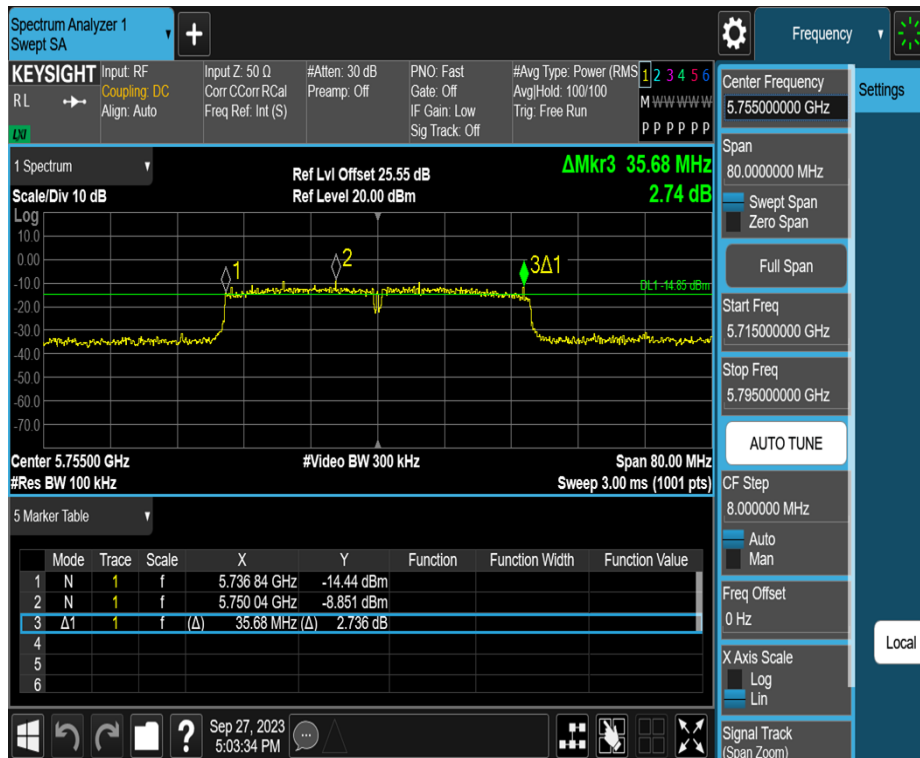 Spectrum Analyzer 1
Swept SA
Frequency
KEYSIGHT
R L
LXI
Input: RF
Coupling: DC
Align: Auto
Input Z: 50 Ω
Corr CCorr RCal
Freq Ref: Int (S)
#Atten: 30 dB
Preamp: Off
PNO: Fast
Gate: Off
IF Gain: Low
Sig Track: Off
#Avg Type: Power (RMS
Avg|Hold: 100/100
Trig: Free Run
1 2 3 4 5 6
M W W W W W
P P P P P P
1 Spectrum
Scale/Div 10 dB
Ref Lvl Offset 25.55 dB
Ref Level 20.00 dBm
ΔMkr3 35.68 MHz
2.74 dB
Log
10.0
0.00
-10.0
-20.0
-30.0
-40.0
-50.0
-60.0
-70.0
1
2
3Δ1
DL1 -14.85 dBm
Center 5.75500 GHz
#Video BW 300 kHz
Span 80.00 MHz
#Res BW 100 kHz
Sweep 3.00 ms (1001 pts)
5 Marker Table
Mode Trace Scale X Y Function Function Width Function Value
1 N 1 f 5.736 84 GHz -14.44 dBm
2 N 1 f 5.750 04 GHz -8.851 dBm
3 Δ1 1 f (Δ) 35.68 MHz (Δ) 2.736 dB
4
5
6
Sep 27, 2023
5:03:34 PM
Center Frequency
5.755000000 GHz
Settings
Span
80.0000000 MHz
Swept Span
Zero Span
Full Span
Start Freq
5.715000000 GHz
Stop Freq
5.795000000 GHz
AUTO TUNE
CF Step
8.000000 MHz
Auto
Man
Freq Offset
0 Hz
Local
X Axis Scale
Log
Lin
Signal Track
(Span Zoom)